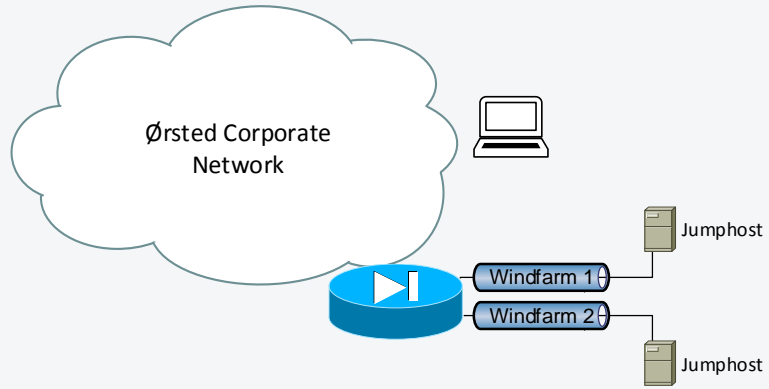 Ørsted Corporate
Network
Jumphost
Windfarm 1
Windfarm 2
Jumphost